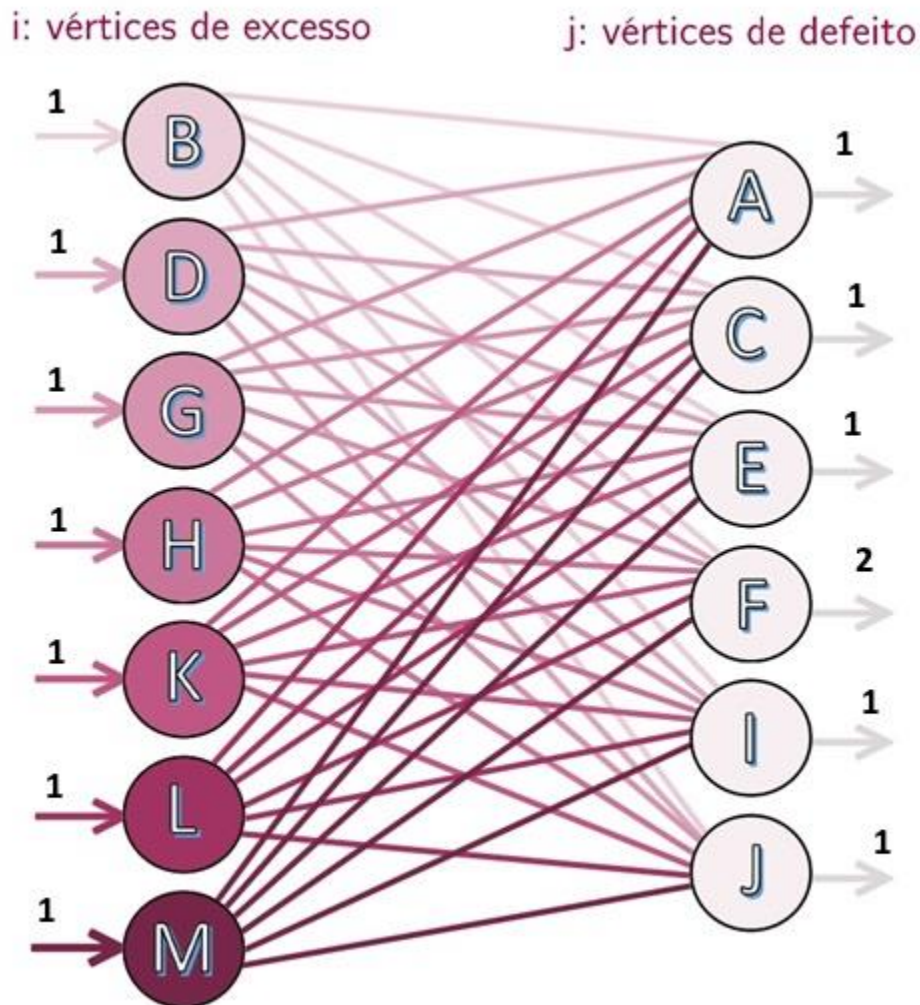 i: vértices de excesso
j: vértices de defeito
1
B
1
D
1
G
1
H
1
K
1
L
1
M
A
1
C
1
E
1
F
2
I
1
J
1